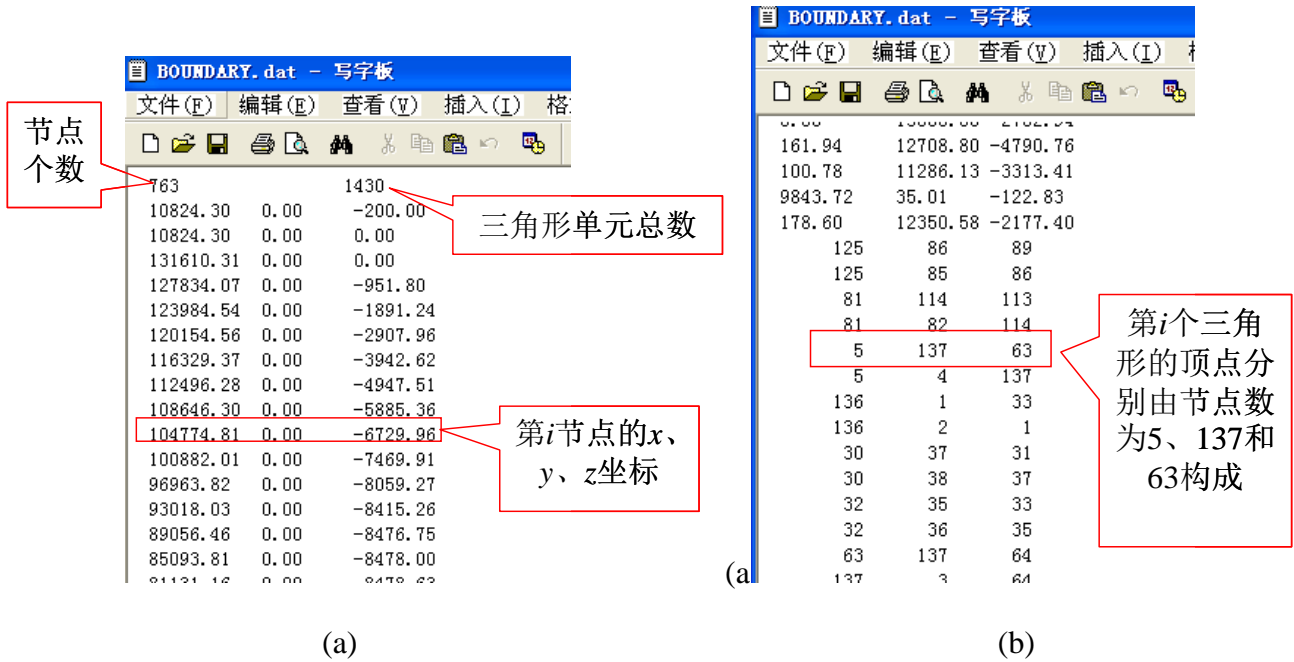 BOUNDARY.dat - 写字板
文件(F) 编辑(E) 查看(V) 插入(I) 格
节点
个数
763 1430
10824.30 0.00 -200.00
10824.30 0.00 0.00
131610.31 0.00 0.00
127834.07 0.00 -951.80
123984.54 0.00 -1891.24
120154.56 0.00 -2907.96
116329.37 0.00 -3942.62
112496.28 0.00 -4947.51
108646.30 0.00 -5885.36
104774.81 0.00 -6729.96
100882.01 0.00 -7469.91
96963.82 0.00 -8059.27
93018.03 0.00 -8415.26
89056.46 0.00 -8476.75
85093.81 0.00 -8478.00
81131.16 0.00 -8478.63
三角形单元总数
第i节点的x、
y、z坐标
(a)
BOUNDARY.dat - 写字板
文件(F) 编辑(E) 查看(V) 插入(I)
161.94 12708.80 -4790.76
100.78 11286.13 -3313.41
9843.72 35.01 -122.83
178.60 12350.58 -2177.40
125 86 89
125 85 86
81 114 113
81 82 114
5 137 63
5 4 137
136 1 33
136 2 1
30 37 31
30 38 37
32 35 33
32 36 35
63 137 64
137 3 64
第i个三角
形的顶点分
别由节点数
为5、137和
63构成
(a
(b)